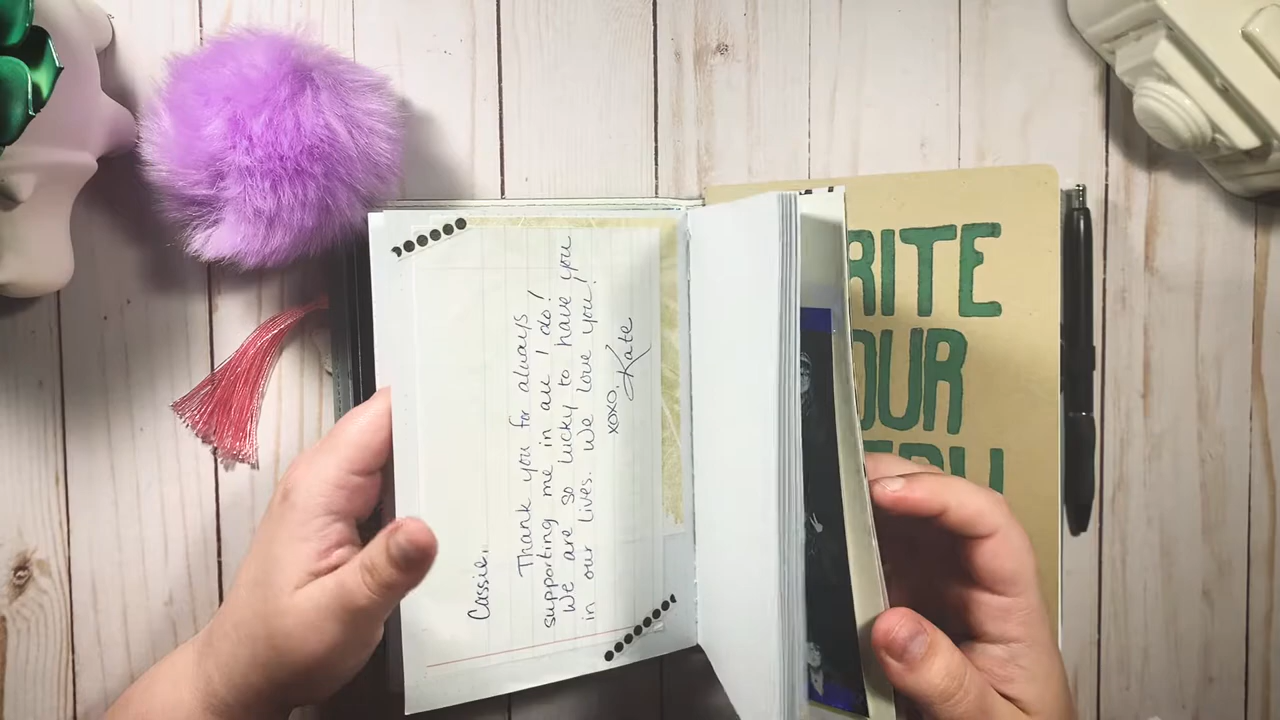 Cassie,
Thank you for always
supporting me in all I do!
We are so lucky to have you
in our lives. We love you!
xoxo,
Kate
RITE
OUR